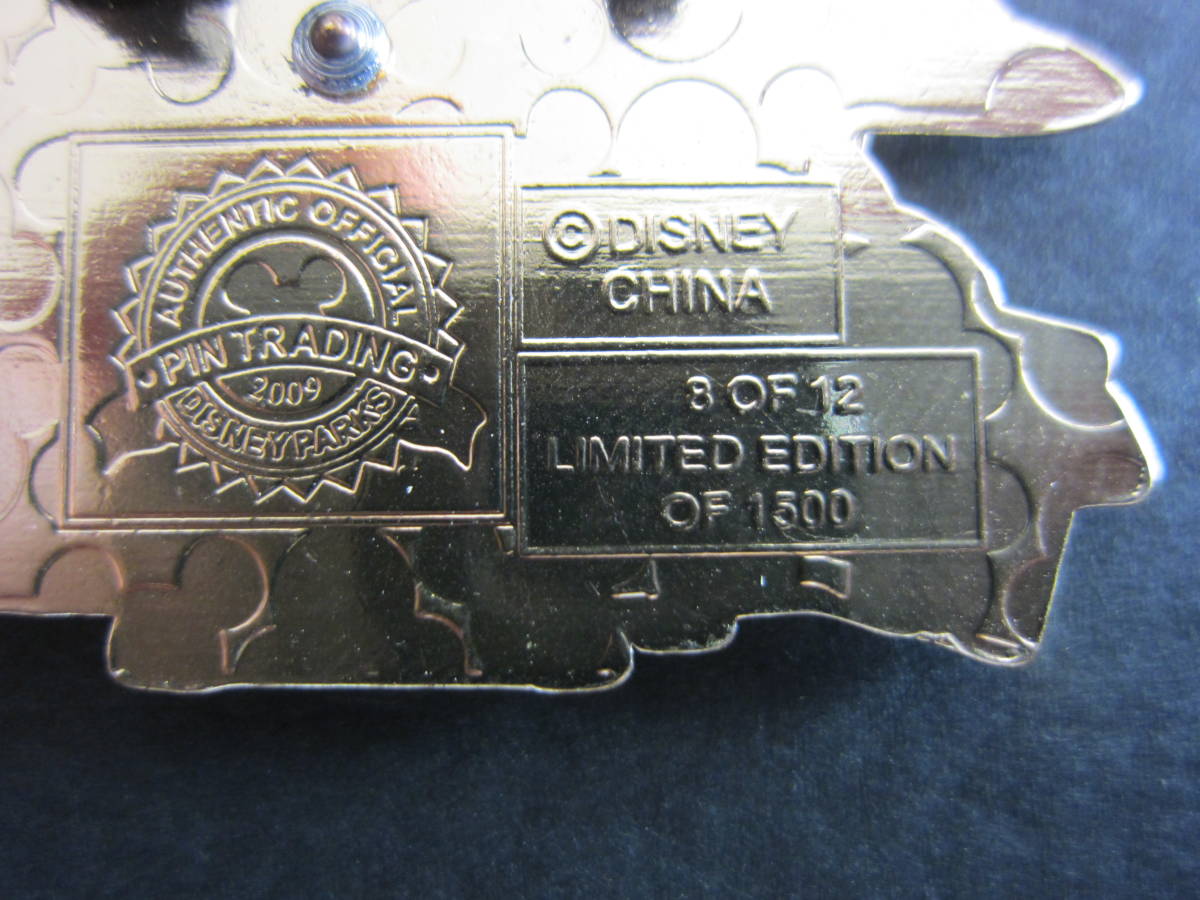 AUTHENTIC OFFICIAL
PIN TRADING
2009
DISNEY PARKS
© DISNEY
CHINA
8 OF 12
LIMITED EDITION
OF 1500